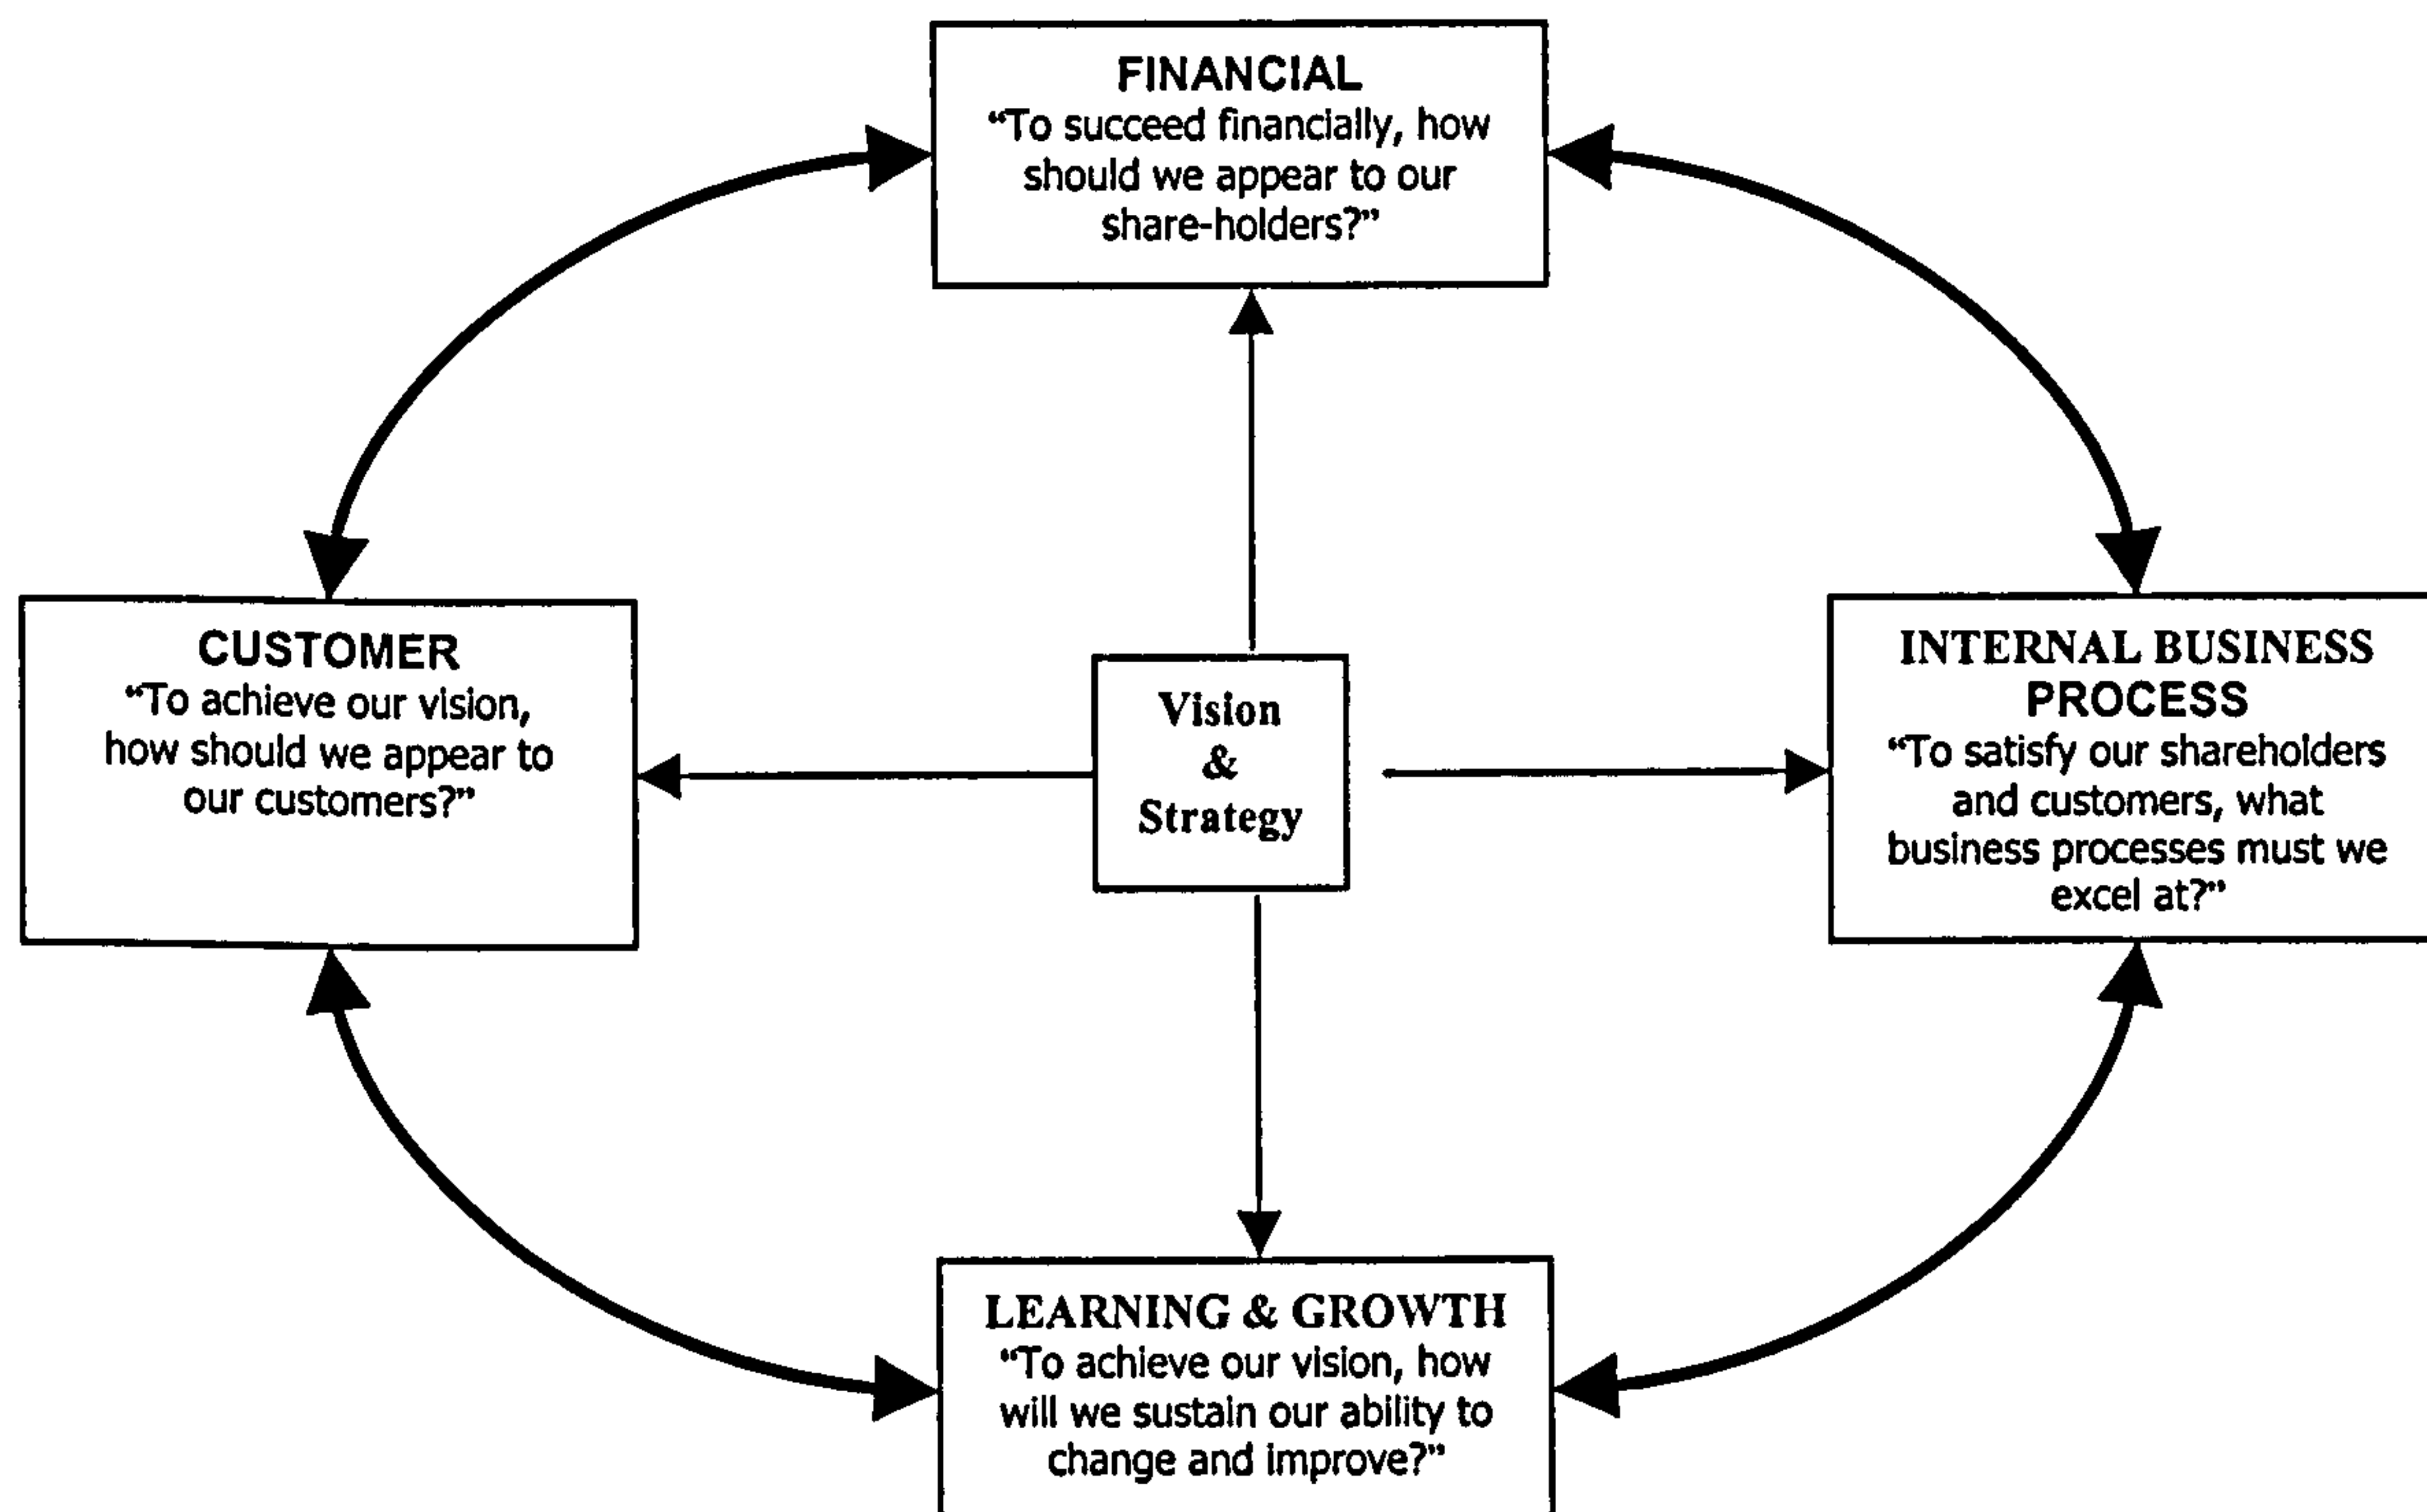 FINANCIAL
“To succeed financially, how
should we appear to our
share-holders?”
CUSTOMER
“To achieve our vision,
how should we appear to
our customers?”
Vision
&
Strategy
INTERNAL BUSINESS
PROCESS
“To satisfy our shareholders
and customers, what
business processes must we
excel at?”
LEARNING & GROWTH
“To achieve our vision, how
will we sustain our ability to
change and improve?”